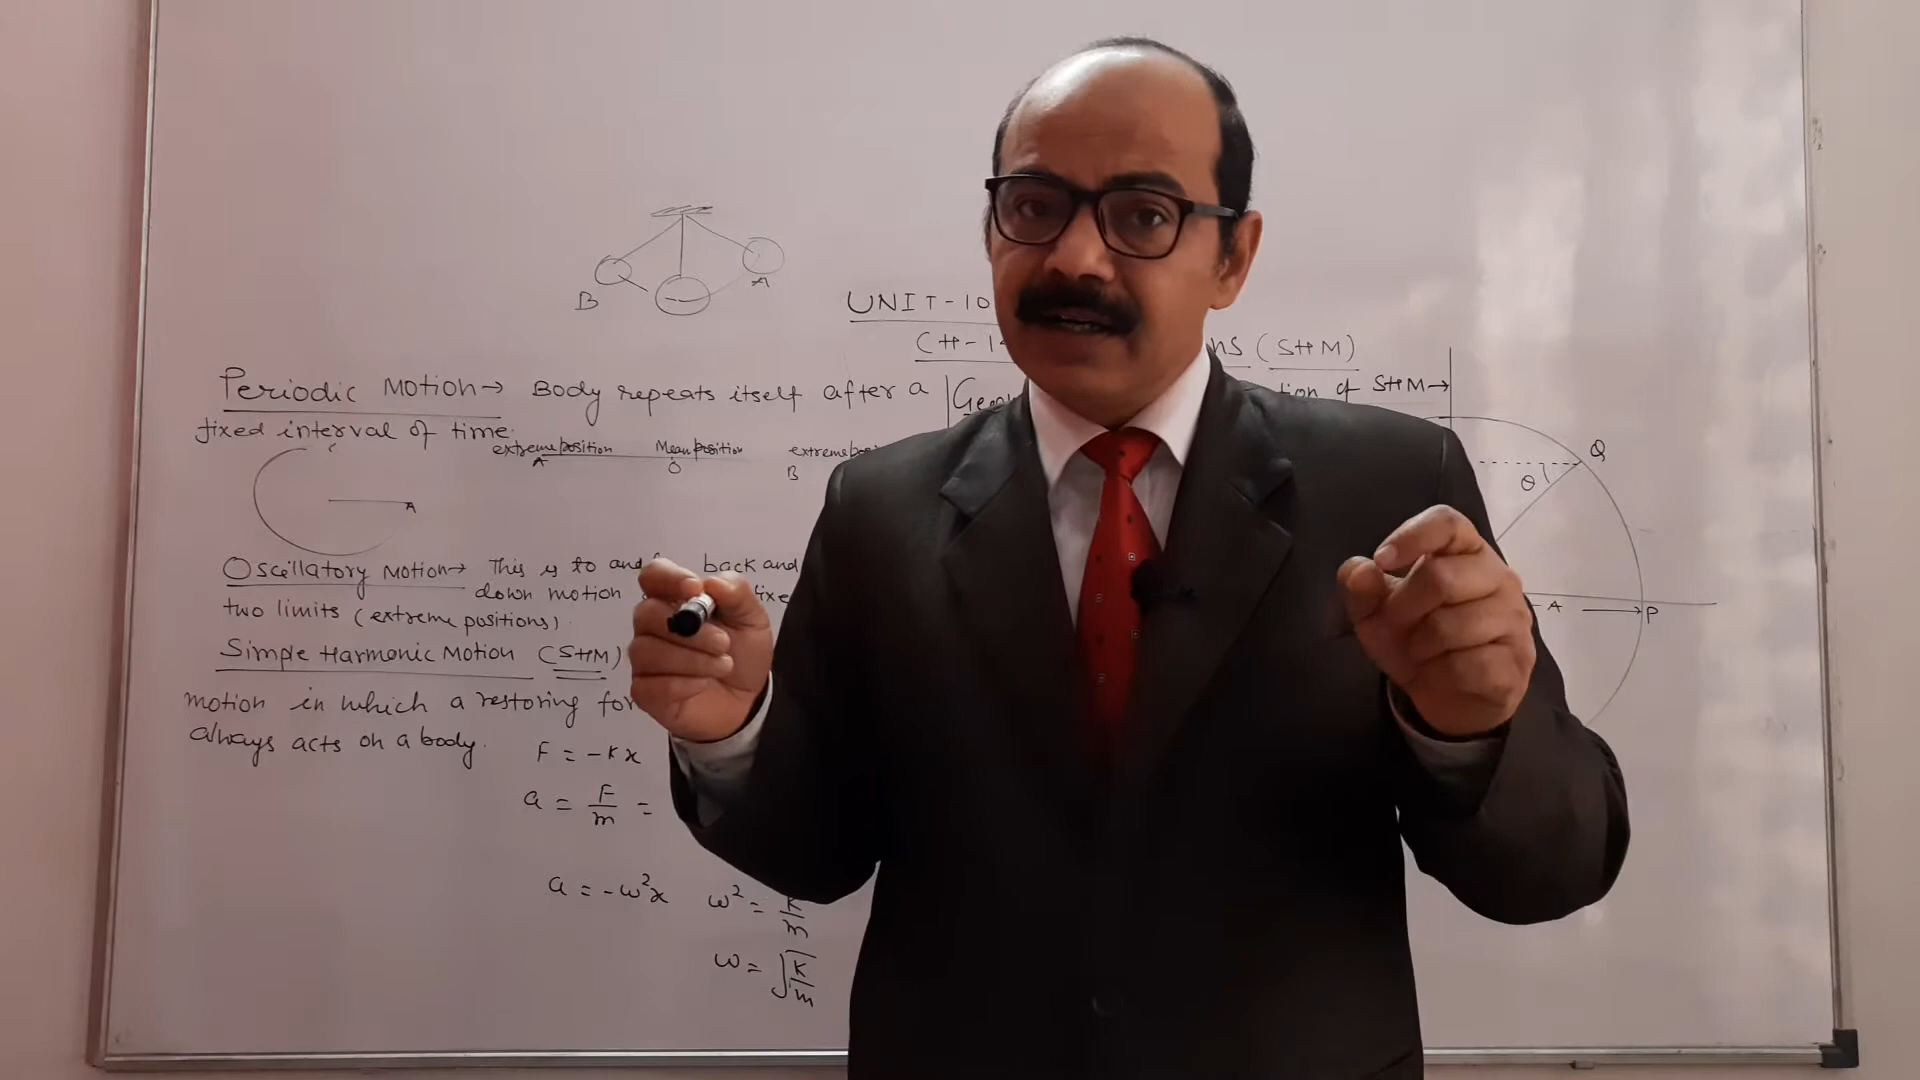 B
A
UNIT-10
CH-1
ns (SHM)
Periodic Motion→ Body repeats itself after a
fixed interval of time.
extreme position
Mean position
A
O
B
A
Oscillatory Motion→ This is to and back and
down motion
two limits (extreme positions).
Simple Harmonic Motion (SHM)
motion in which a restoring
always acts on a body.
F = -kx
a = F/m =
a = -ω²x
ω² = k/m
ω = √k/m
of SHM→
Q
θ
A
P